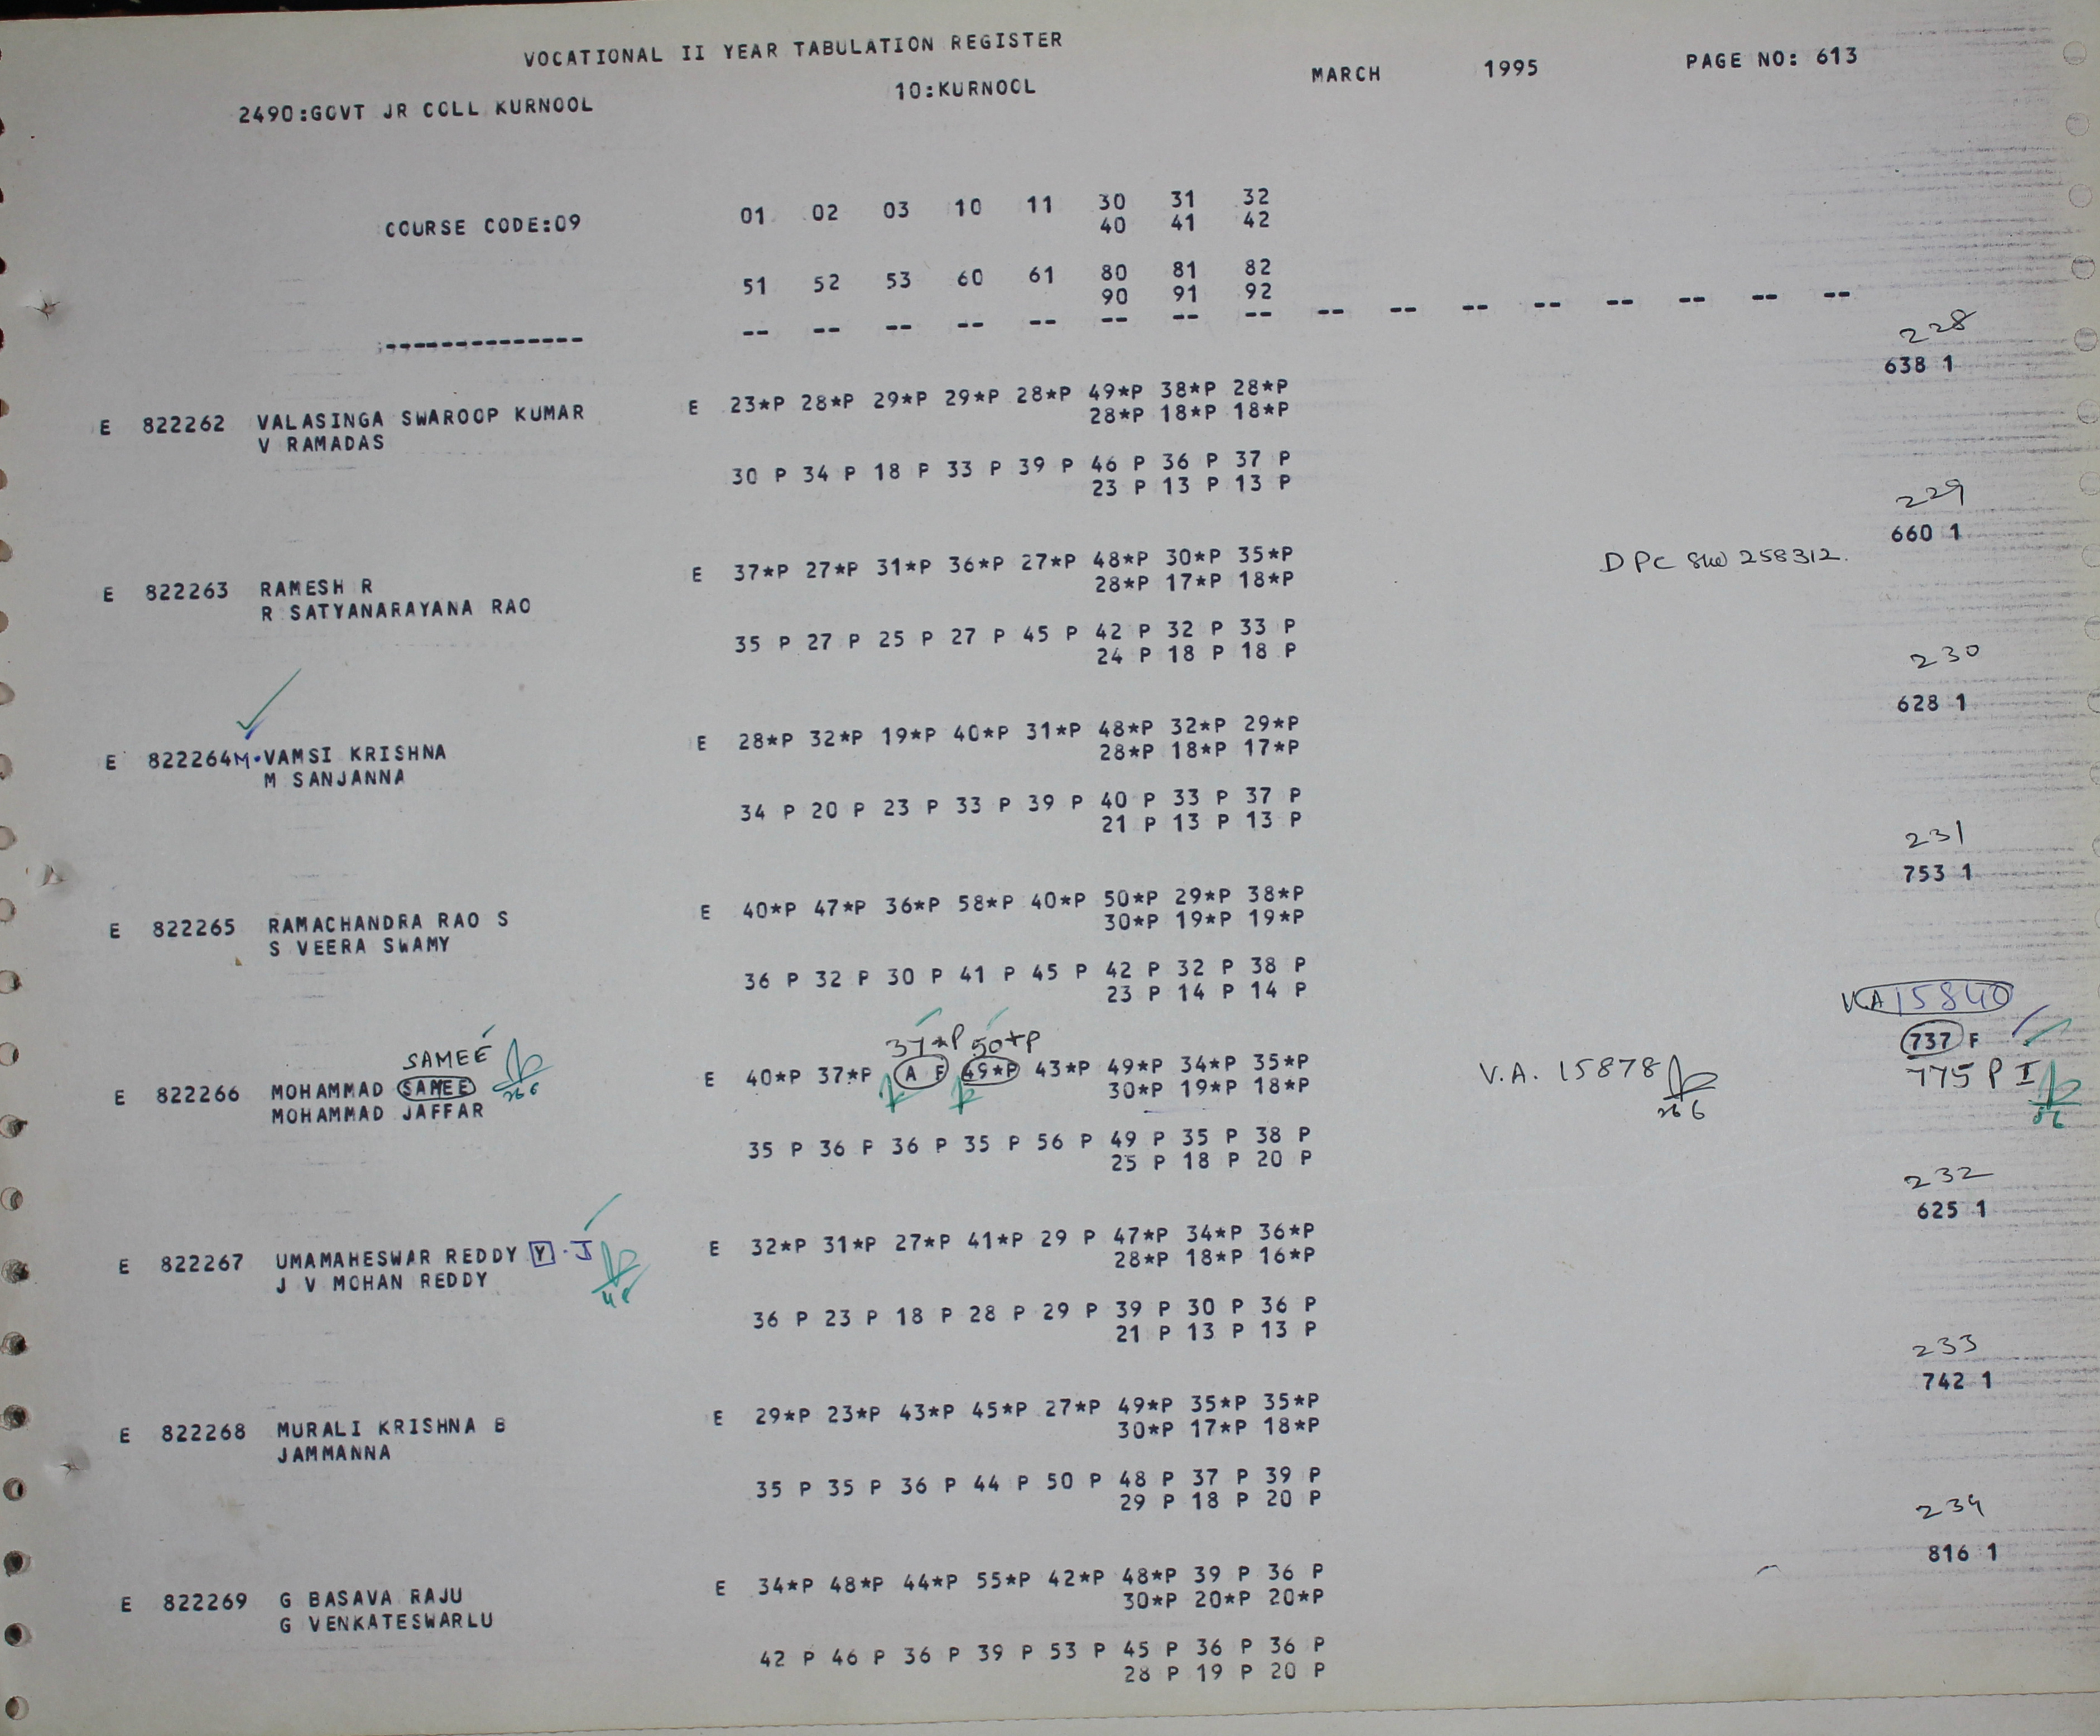 VOCATIONAL II YEAR TABULATION REGISTER
MARCH 1995 PAGE NO: 613
2490:GOVT JR COLL KURNOOL 10:KURNOOL
COURSE CODE:09 01 02 03 10 11 30 31 32
40 41 42
51 52 53 60 61 80 81 82
90 91 92
--------------- -- -- -- -- -- -- -- -- -- -- -- -- -- -- -- --
228
638 1
E 822262 VALASINGA SWAROOP KUMAR E 23*P 28*P 29*P 29*P 28*P 49*P 38*P 28*P
V RAMADAS 28*P 18*P 18*P
30 P 34 P 18 P 33 P 39 P 46 P 36 P 37 P
23 P 13 P 13 P
229
660 1
E 822263 RAMESH R E 37*P 27*P 31*P 36*P 27*P 48*P 30*P 35*P DPC 258312.
R SATYANARAYANA RAO 28*P 17*P 18*P
35 P 27 P 25 P 27 P 45 P 42 P 32 P 33 P
24 P 18 P 18 P
230
628 1
E 822264 M. VAMSI KRISHNA E 28*P 32*P 19*P 40*P 31*P 48*P 32*P 29*P
M SANJANNA 28*P 18*P 17*P
34 P 20 P 23 P 33 P 39 P 40 P 33 P 37 P
21 P 13 P 13 P
231
753 1
E 822265 RAMACHANDRA RAO S E 40*P 47*P 36*P 58*P 40*P 50*P 29*P 38*P
S VEERA SWAMY 30*P 19*P 19*P
36 P 32 P 30 P 41 P 45 P 42 P 32 P 38 P
23 P 14 P 14 P
V.A 15840
SAMEE 37*P 50*P 737 F
E 822266 MOHAMMAD SAMEE E 40*P 37*P A F 49*P 43*P 49*P 34*P 35*P V.A. 15878 775 P I
MOHAMMAD JAFFAR 30*P 19*P 18*P
35 P 36 P 36 P 35 P 56 P 49 P 35 P 38 P
25 P 18 P 20 P
232
625 1
E 822267 UMAMAHESWAR REDDY Y . J E 32*P 31*P 27*P 41*P 29 P 47*P 34*P 36*P
J V MOHAN REDDY 28*P 18*P 16*P
36 P 23 P 18 P 28 P 29 P 39 P 30 P 36 P
21 P 13 P 13 P
233
742 1
E 822268 MURALI KRISHNA B E 29*P 23*P 43*P 45*P 27*P 49*P 35*P 35*P
JAMMANNA 30*P 17*P 18*P
35 P 35 P 36 P 44 P 50 P 48 P 37 P 39 P
29 P 18 P 20 P
234
816 1
E 822269 G BASAVA RAJU E 34*P 48*P 44*P 55*P 42*P 48*P 39 P 36 P
G VENKATESWARLU 30*P 20*P 20*P
42 P 46 P 36 P 39 P 53 P 45 P 36 P 36 P
28 P 19 P 20 P